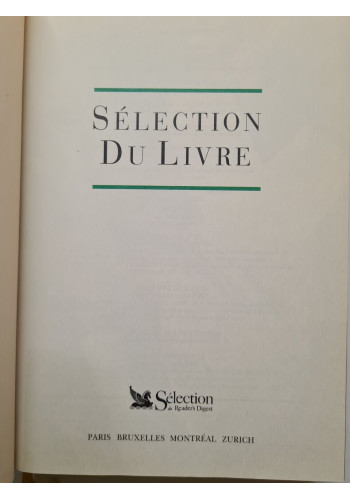 SÉLECTION
DU LIVRE
Sélection
du Reader's Digest
PARIS BRUXELLES MONTRÉAL ZURICH